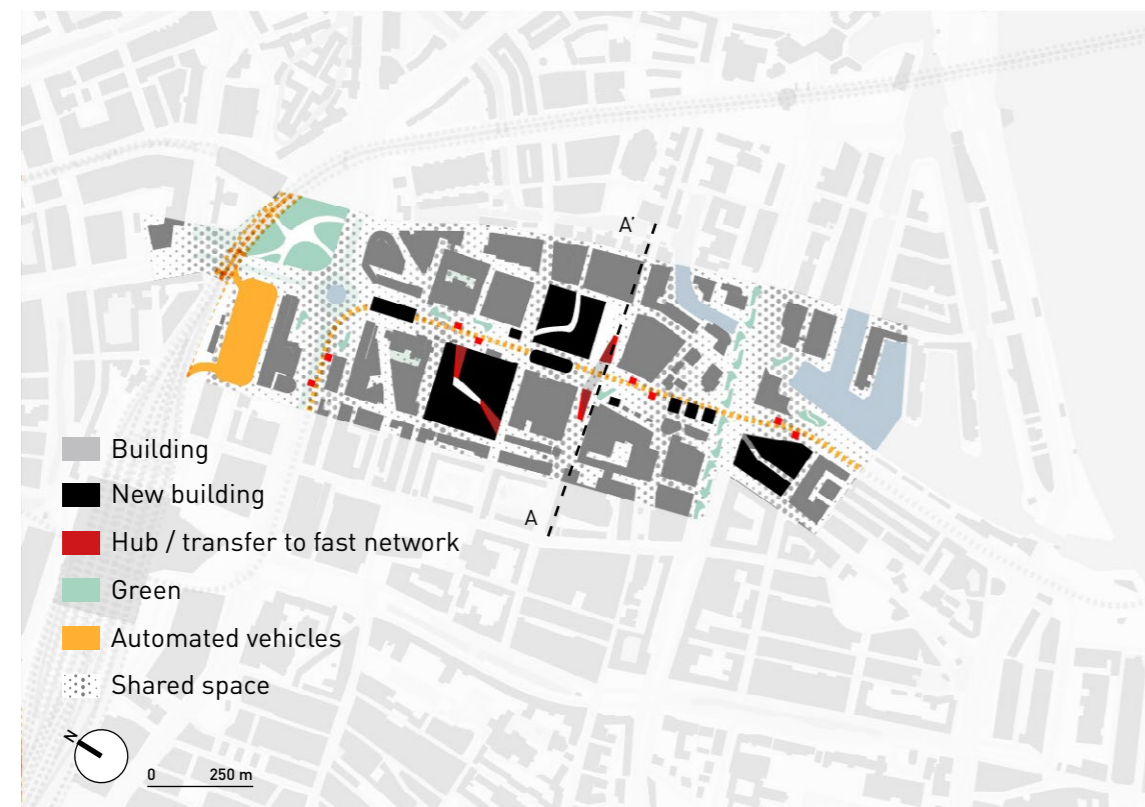 A'
Building
New building
Hub / transfer to fast network
A
Green
Automated vehicles
Shared space
N
0 250 m